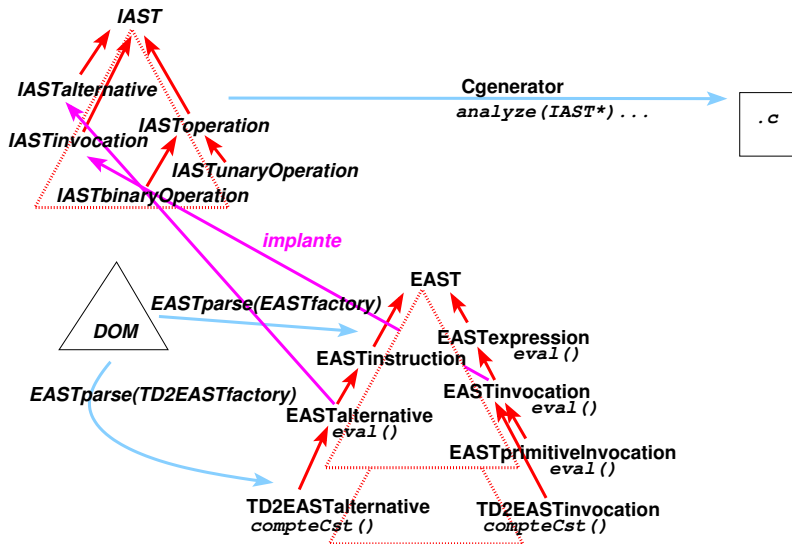 IAST
IASTalternative
Cgenerator
analyze(IAST*)...
.c
IASToperation
IASTinvocation
IASTunaryOperation
IASTbinaryOperation
implante
EAST
EASTparse(EASTfactory)
DOM
EASTexpression
eval()
EASTinstruction
EASTparse(TD2EASTfactory)
EASTinvocation
eval()
EASTalternative
eval()
EASTprimitiveInvocation
eval()
TD2EASTalternative
compteCst()
TD2EASTinvocation
compteCst()